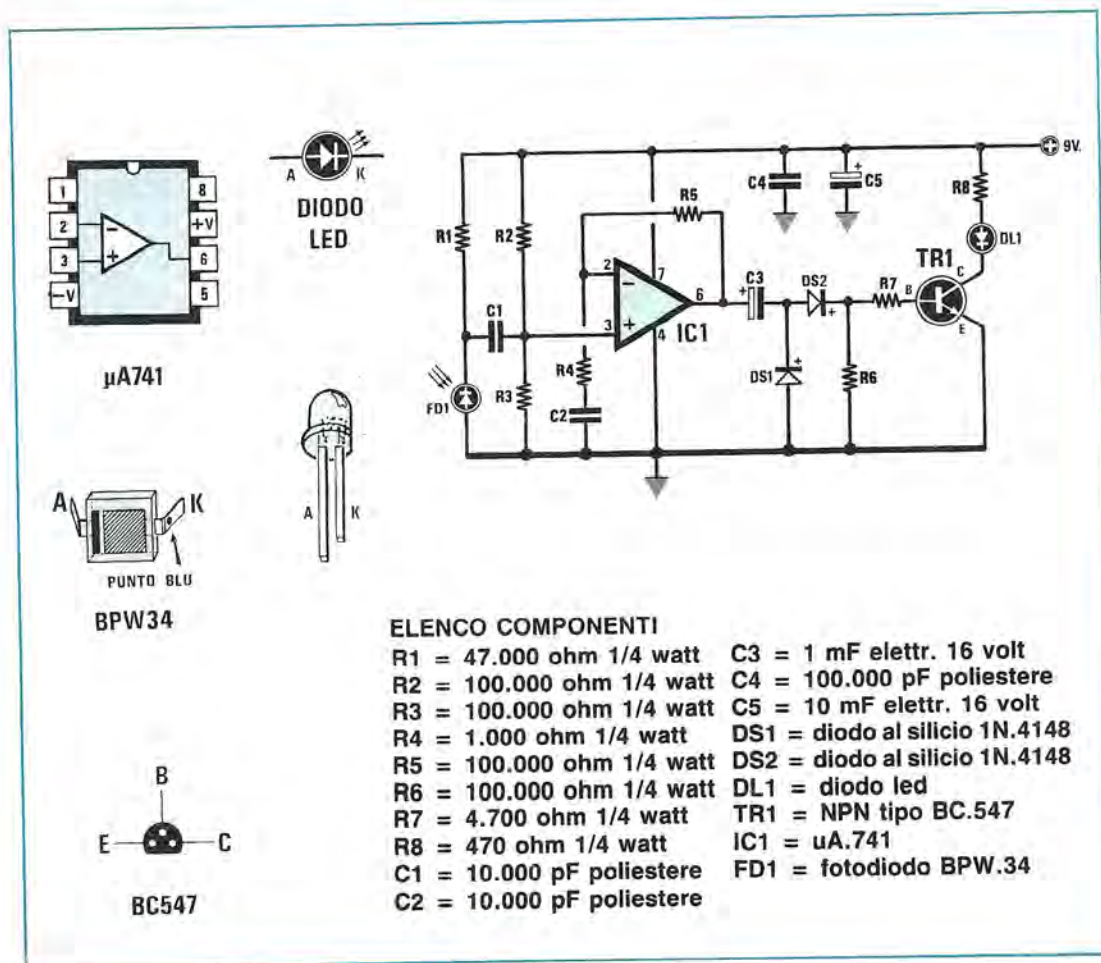 1
2
3
−V
8
+V
6
5
µA741
A
K
DIODO
LED
A
K
PUNTO BLU
BPW34
A
K
B
E
C
BC547
9V.
R1
R2
R5
C4
+
C5
R8
DL1
TR1
C
B
E
2
−
7
6
3
+
4
IC1
C1
+
C3
DS2
+
R7
FD1
R3
R4
C2
DS1
+
R6
ELENCO COMPONENTI
R1 = 47.000 ohm 1/4 watt
R2 = 100.000 ohm 1/4 watt
R3 = 100.000 ohm 1/4 watt
R4 = 1.000 ohm 1/4 watt
R5 = 100.000 ohm 1/4 watt
R6 = 100.000 ohm 1/4 watt
R7 = 4.700 ohm 1/4 watt
R8 = 470 ohm 1/4 watt
C1 = 10.000 pF poliestere
C2 = 10.000 pF poliestere
C3 = 1 mF elettr. 16 volt
C4 = 100.000 pF poliestere
C5 = 10 mF elettr. 16 volt
DS1 = diodo al silicio 1N.4148
DS2 = diodo al silicio 1N.4148
DL1 = diodo led
TR1 = NPN tipo BC.547
IC1 = uA.741
FD1 = fotodiodo BPW.34